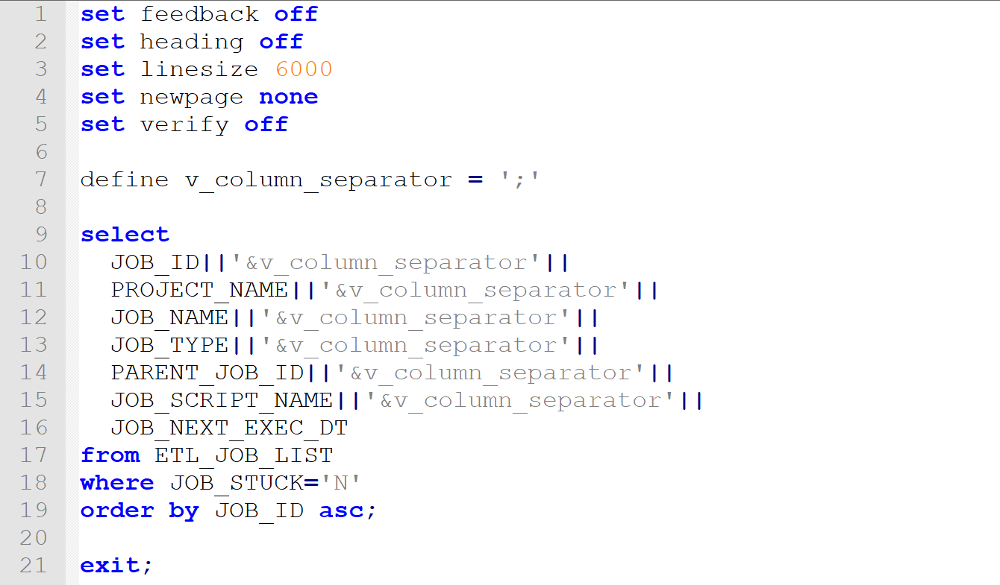 1 set feedback off
2 set heading off
3 set linesize 6000
4 set newpage none
5 set verify off
6
7 define v_column_separator = ';'
8
9 select
10   JOB_ID||'&v_column_separator'||
11   PROJECT_NAME||'&v_column_separator'||
12   JOB_NAME||'&v_column_separator'||
13   JOB_TYPE||'&v_column_separator'||
14   PARENT_JOB_ID||'&v_column_separator'||
15   JOB_SCRIPT_NAME||'&v_column_separator'||
16   JOB_NEXT_EXEC_DT
17 from ETL_JOB_LIST
18 where JOB_STUCK='N'
19 order by JOB_ID asc;
20
21 exit;